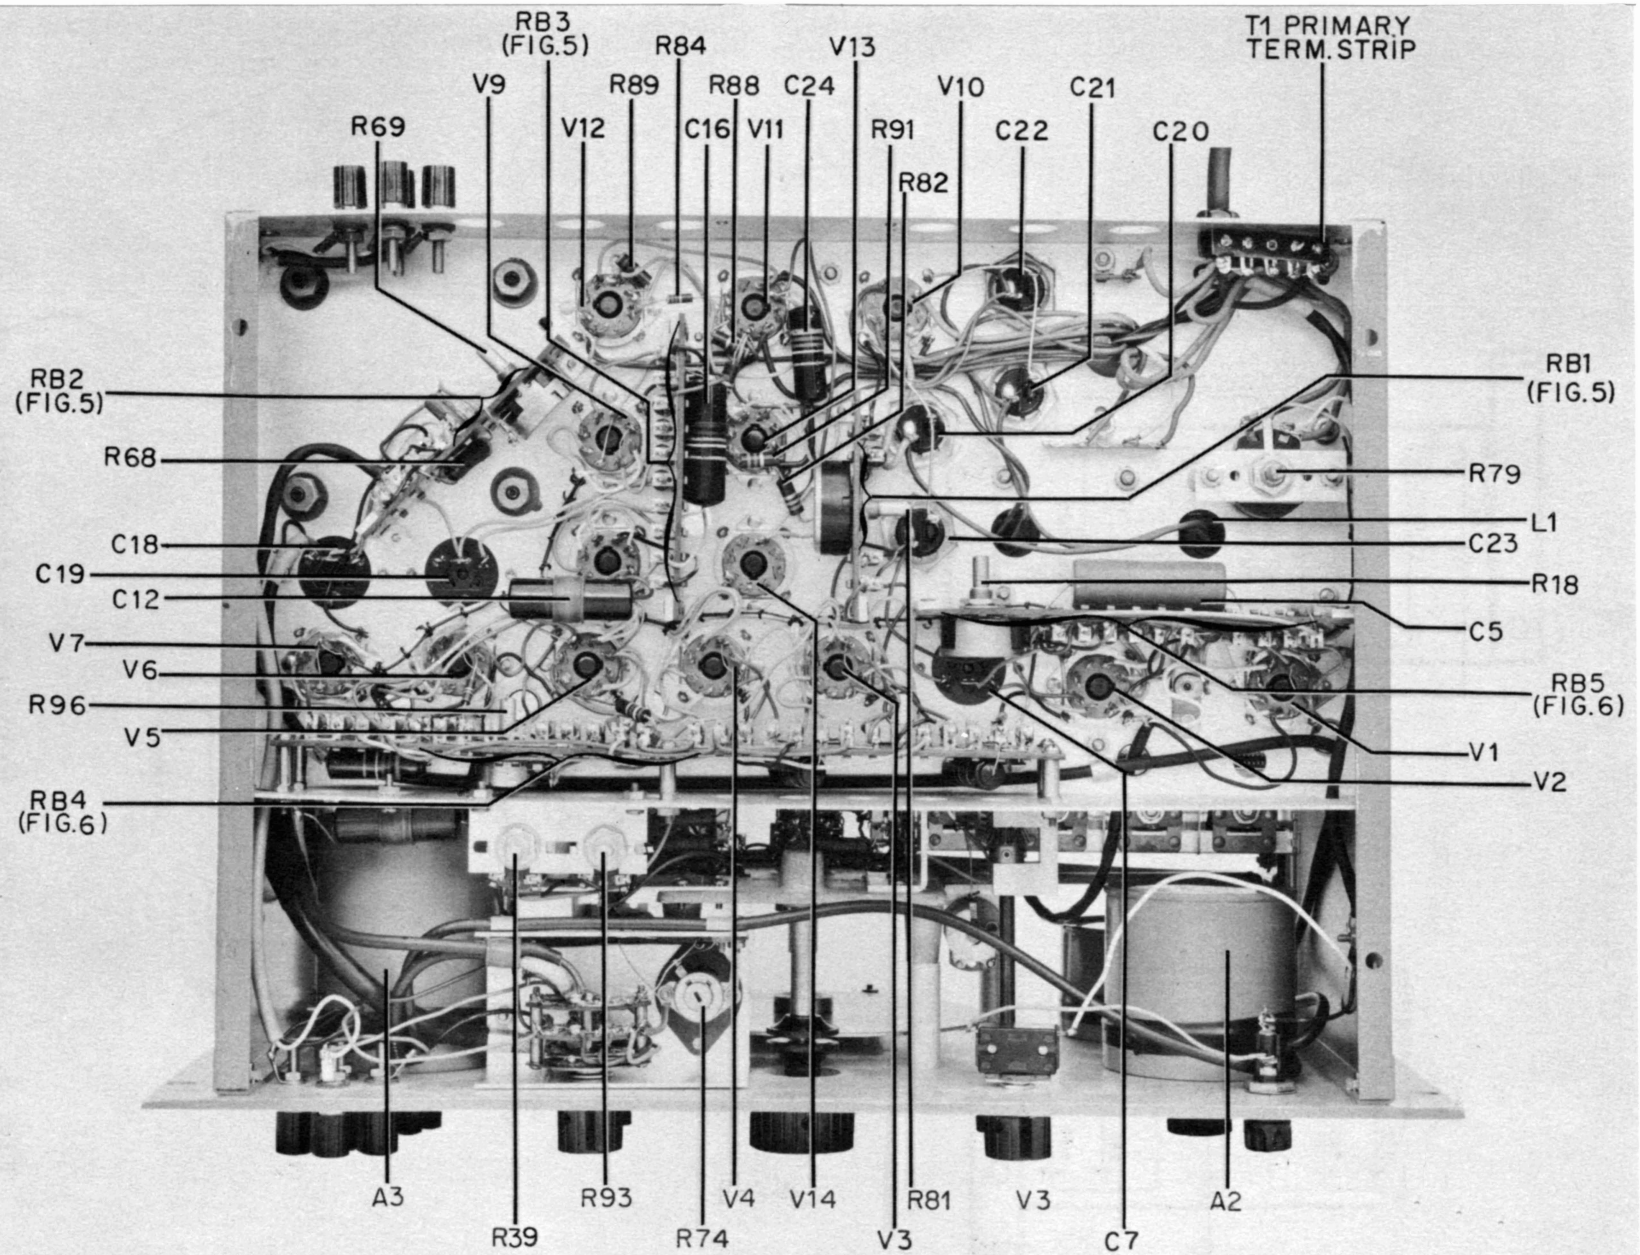 RB3
(FIG.5)
R84
V13
T1 PRIMARY
TERM. STRIP
V9
R89
R88
C24
V10
C21
R69
V12
C16
V11
R91
C22
C20
R82
RB2
(FIG.5)
RB1
(FIG.5)
R68
R79
L1
C18
C23
C19
R18
C12
C5
V7
V6
R96
RB5
(FIG.6)
V5
V1
V2
RB4
(FIG.6)
A3
R93
V4
V14
R81
V3
A2
R39
R74
V3
C7